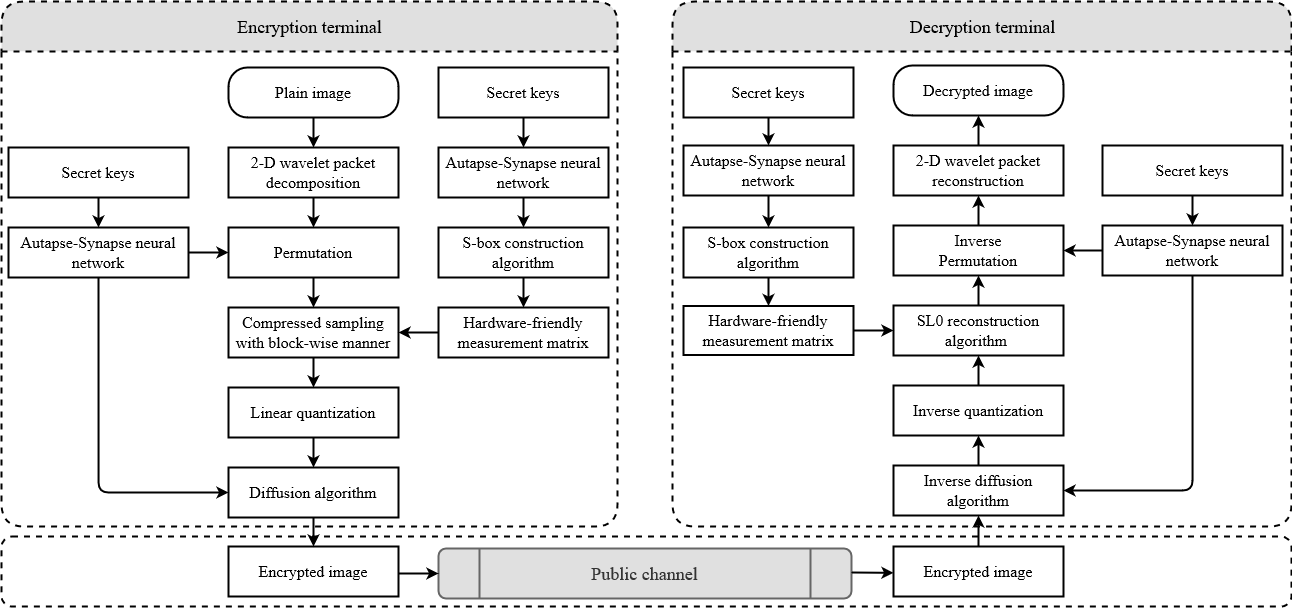 Encryption terminal
Plain image
Secret keys
Secret keys
2-D wavelet packet
decomposition
Autapse-Synapse neural
network
Autapse-Synapse neural
network
Permutation
S-box construction
algorithm
Compressed sampling
with block-wise manner
Hardware-friendly
measurement matrix
Linear quantization
Diffusion algorithm
Encrypted image
Public channel
Decryption terminal
Secret keys
Decrypted image
Autapse-Synapse neural
network
2-D wavelet packet
reconstruction
Secret keys
S-box construction
algorithm
Inverse
Permutation
Autapse-Synapse neural
network
Hardware-friendly
measurement matrix
SL0 reconstruction
algorithm
Inverse quantization
Inverse diffusion
algorithm
Encrypted image